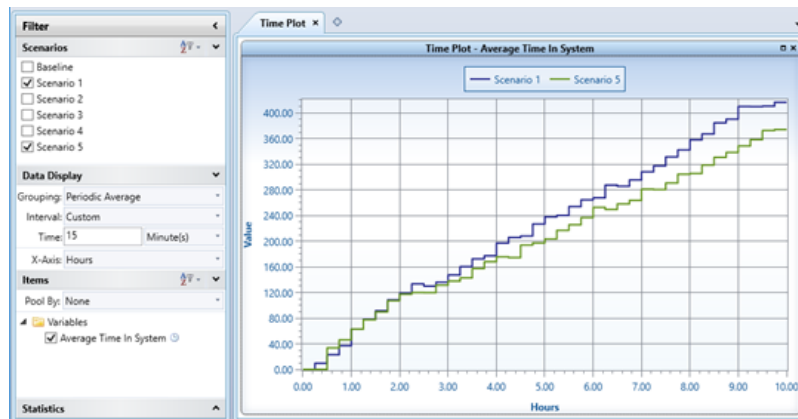 Filter
Scenarios
Baseline
Scenario 1
Scenario 2
Scenario 3
Scenario 4
Scenario 5
Data Display
Grouping: Periodic Average
Interval: Custom
Time: 15 Minute(s)
X-Axis: Hours
Items
Pool By: None
Variables
Average Time In System
Statistics
Time Plot
Time Plot - Average Time In System
Scenario 1 Scenario 5
400.00
360.00
320.00
280.00
240.00
200.00
160.00
120.00
80.00
40.00
0.00
Value
0.00 1.00 2.00 3.00 4.00 5.00 6.00 7.00 8.00 9.00 10.00
Hours